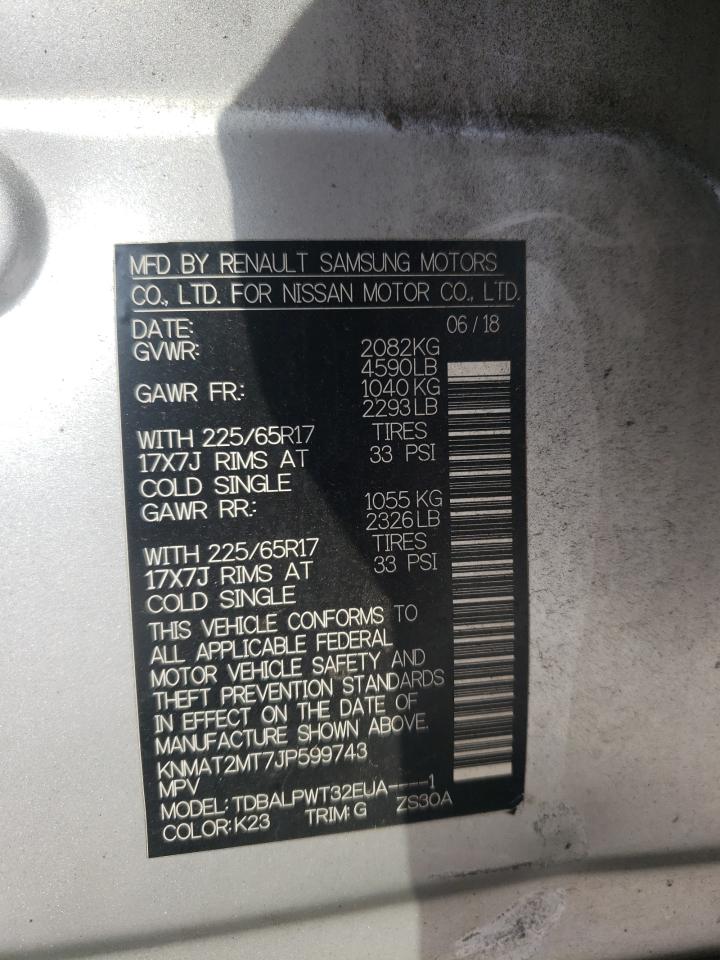 MFD BY RENAULT SAMSUNG MOTORS
CO., LTD. FOR NISSAN MOTOR CO., LTD.
DATE: 06 / 18
GVWR: 2082KG
4590LB
GAWR FR.: 1040KG
2293LB
WITH 225/65R17 TIRES
17X7J RIMS AT 33 PSI
COLD SINGLE
GAWR RR: 1055KG
2326LB
WITH 225/65R17 TIRES
17X7J RIMS AT 33 PSI
COLD SINGLE
THIS VEHICLE CONFORMS TO
ALL APPLICABLE FEDERAL
MOTOR VEHICLE SAFETY AND
THEFT PREVENTION STANDARDS
IN EFFECT ON THE DATE OF
MANUFACTURE SHOWN ABOVE.
KNMAT2MT7JP599743
MPV
MODEL: TDBALPWT32EUA----1
COLOR:K23 TRIM:G ZS30A